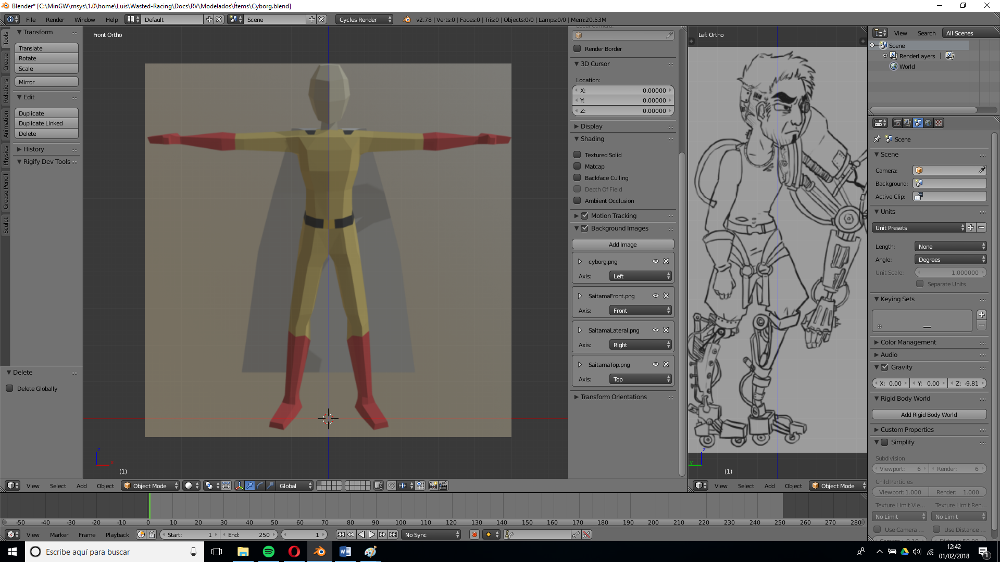 Blender* [C:\MinGW\msys\1.0\home\Luis\Wasted-Racing\Docs\RV\Modelados\Ítems\Cyborg.blend]
File Render Window Help Default Scene Cycles Render v2.78 | Verts:0 | Faces:0 | Tris:0 | Objects:0/0 | Lamps:0/0 | Mem:20.53M
Tools
Create
Relations
Animation
Physics
Grease Pencil
Sculpt
Transform
Translate
Rotate
Scale
Mirror
Edit
Duplicate
Duplicate Linked
Delete
History
Rigify Dev Tools
Delete
Delete Globally
Front Ortho
z
x
(1)
Local Camera:
Render Border
3D Cursor
Location:
X: 0.00000
Y: 0.00000
Z: 0.00000
Display
Shading
Textured Solid
Matcap
Backface Culling
Depth Of Field
Ambient Occlusion
Motion Tracking
Background Images
Add Image
cyborg.png
Axis: Left
SaitamaFront.png
Axis: Front
SaitamaLateral.png
Axis: Right
SaitamaTop.png
Axis: Top
Transform Orientations
Left Ortho
z
y
(1)
View Search All Scenes
Scene
RenderLayers |
World
Scene
Scene
Camera:
Background:
Active Clip:
Units
Unit Presets
Length: None
Angle: Degrees
Unit Scale: 1.000000
Separate Units
Keying Sets
Color Management
Audio
Gravity
X: 0.00 Y: 0.00 Z: -9.81
Rigid Body World
Add Rigid Body World
Custom Properties
Simplify
Subdivision
Viewport: 6 Render: 6
Child Particles
Viewport: 1.000 Render: 1.000
Texture Limit Vie... Texture Limit Ren...
No Limit No Limit
Use Camera ... Use Distance ...
View Select Add Object Object Mode Global
View Select Add Object Object Mode
-50 -40 -30 -20 -10 0 10 20 30 40 50 60 70 80 90 100 110 120 130 140 150 160 170 180 190 200 210 220 230 240 250 260 270 280
View Marker Frame Playback Start: 1 End: 250 1 No Sync
Escribe aquí para buscar
12:42
01/02/2018
1